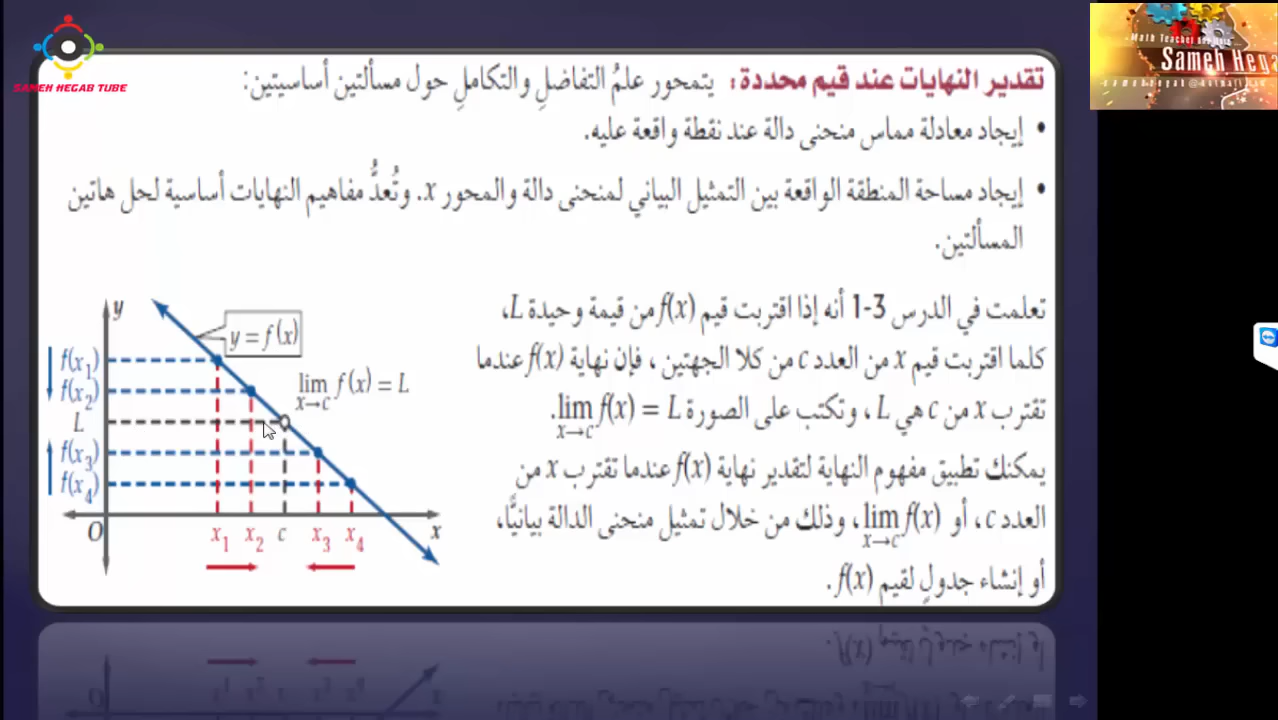 SAMEH HEGAB TUBE
Math Teacher
Sameh Hega
تقدير النهايات عند قيم محددة: يتمحور علمُ التفاضلِ والتكاملِ حول مسألتين أساسيتين:
• إيجاد معادلة مماس منحنى دالة عند نقطة واقعة عليه.
• إيجاد مساحة المنطقة الواقعة بين التمثيل البياني لمنحنى دالة والمحور x. وتُعدُّ مفاهيم النهايات أساسية لحل هاتين
المسألتين.
تعلمت في الدرس 3-1 أنه إذا اقتربت قيم f(x) من قيمة وحيدة L،
كلما اقتربت قيم x من العدد c من كلا الجهتين ، فإن نهاية f(x) عندما
تقترب x من c هي L ، وتكتب على الصورة lim x→c f(x) = L.
يمكنك تطبيق مفهوم النهاية لتقدير نهاية f(x) عندما تقترب x من
العدد c، أو lim x→c f(x) ، وذلك من خلال تمثيل منحنى الدالة بيانيًّا،
أو إنشاء جدولٍ لقيم f(x) .
y
y = f(x)
f(x₁)
f(x₂)
lim x→c f(x) = L
L
f(x₃)
f(x₄)
O x₁ x₂ c x₃ x₄ x